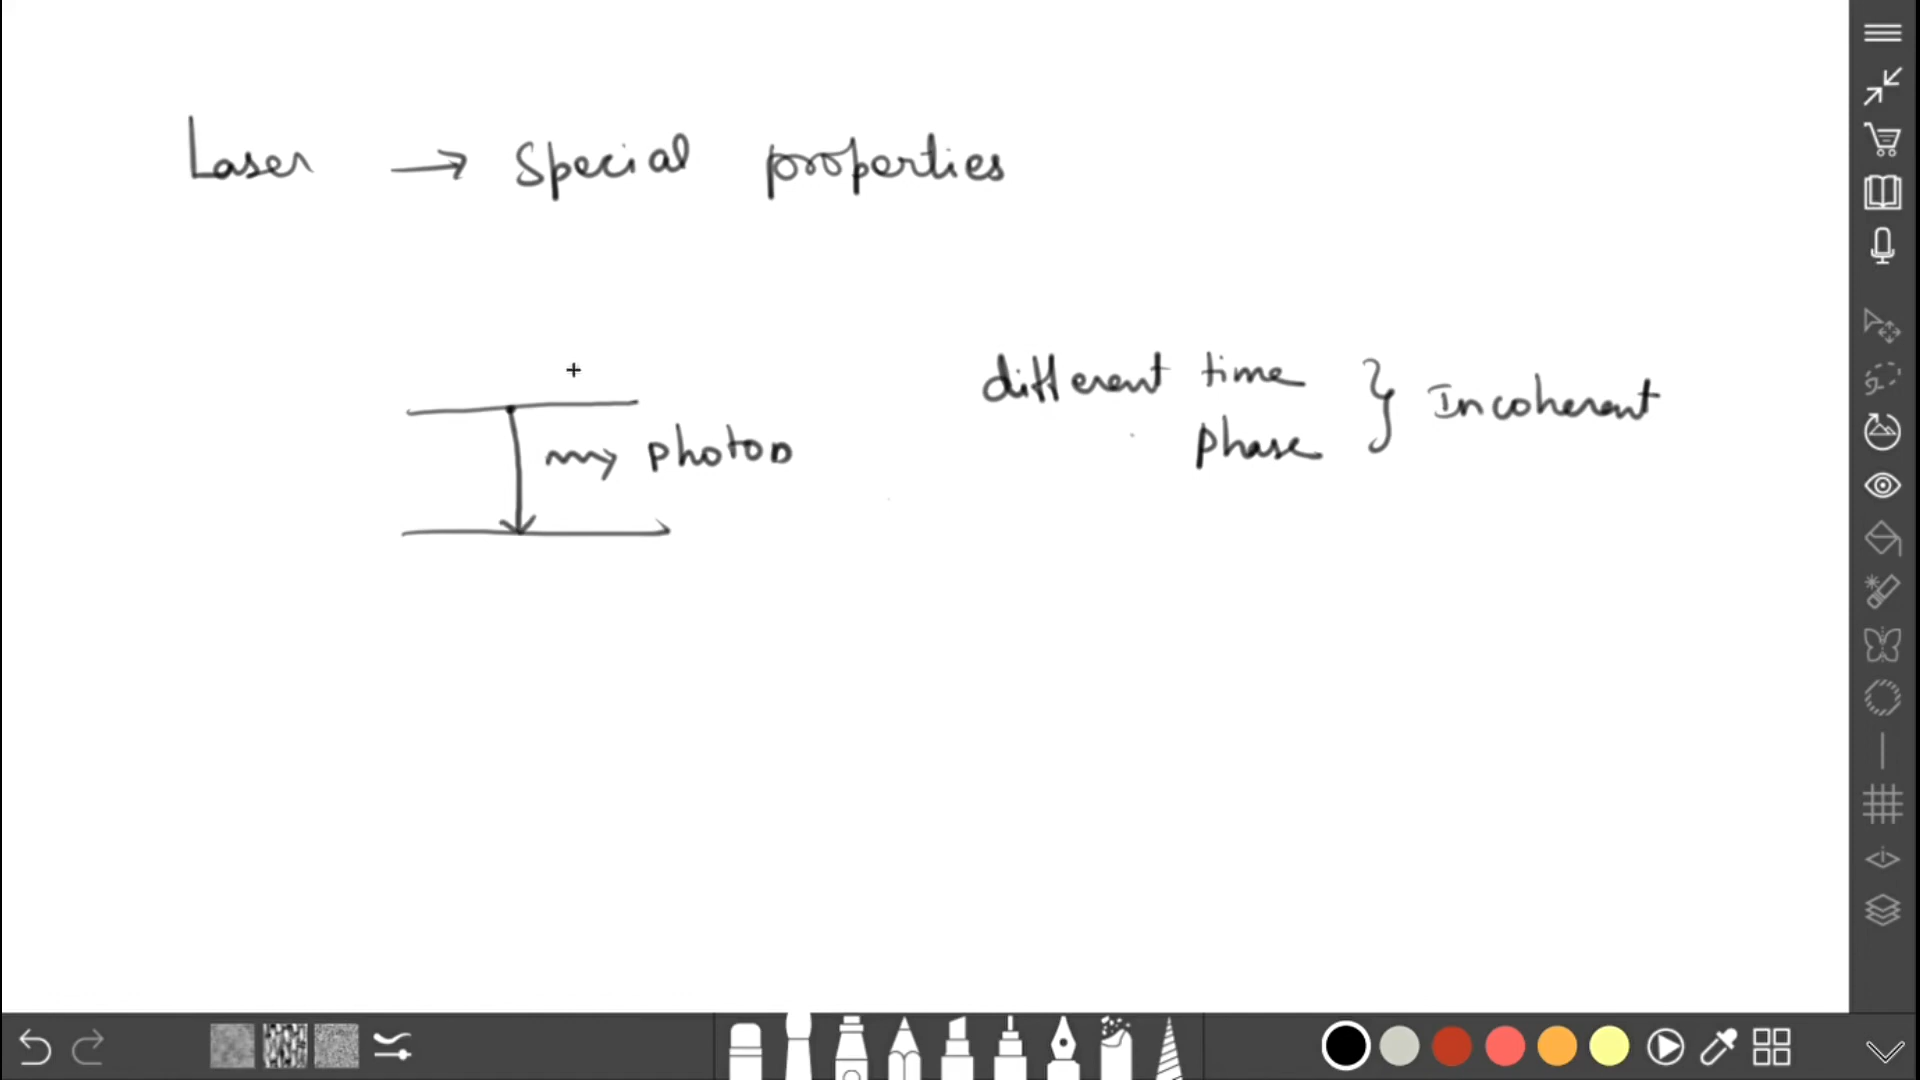 Laser → Special properties
different time
photon
phase } Incoherent